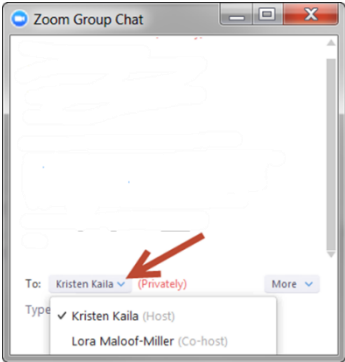 Zoom Group Chat
To: Kristen Kaila (Privately) More
Type
✓ Kristen Kaila (Host)
Lora Maloof-Miller (Co-host)